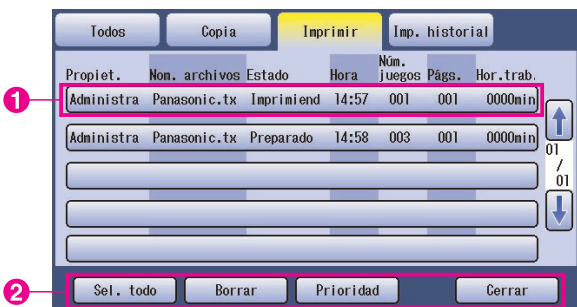 Todos Copia Imprimir Imp. historial
Propiet. Nom. archivos Estado Hora Núm. juegos Págs. Hor.trab.
1 Administra Panasonic.tx Imprimiend 14:57 001 001 0000min
Administra Panasonic.tx Preparado 14:58 003 001 0000min
01
/
01
2 Sel. todo Borrar Prioridad Cerrar